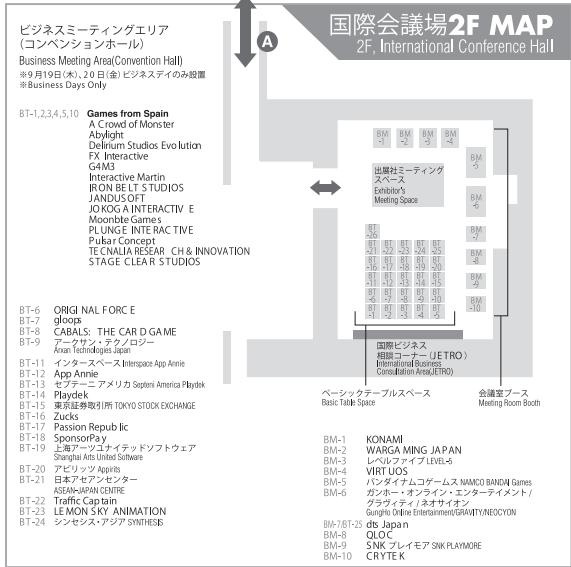 国際会議場2F MAP
2F, International Conference Hall
A
ビジネスミーティングエリア
(コンベンションホール)
Business Meeting Area(Convention Hall)
※9月19日(木)、20日(金)ビジネスデイのみ設置
※Business Days Only
BT-1,2,3,4,5,10 Games from Spain
A Crowd of Monster
Abylight
Delirium Studios Evolution
FX Interactive
G4M3
Interactive Martin
IRON BELT STUDIOS
JANDUSOFT
JOKOGA INTERACTIVE
Moonbite Games
PLUNGE INTERACTIVE
Pulsar Concept
TECNALIA RESEARCH & INNOVATION
STAGE CLEAR STUDIOS
BT-6 ORIGINAL FORCE
BT-7 gloops
BT-8 CABALS: THE CARD GAME
BT-9 アークサン・テクノロジー
Arxan Technologies Japan
BT-11 インタースペース Interspace App Annie
BT-12 App Annie
BT-13 セプテーニ アメリカ Septeni America Playdek
BT-14 Playdek
BT-15 東京証券取引所 TOKYO STOCK EXCHANGE
BT-16 Zucks
BT-17 Passion Republic
BT-18 SponsorPay
BT-19 上海アーツユナイテッドソフトウェア
Shanghai Arts United Software
BT-20 アピリッツ Appirits
BT-21 日本アセアンセンター
ASEAN-JAPAN CENTRE
BT-22 Traffic Captain
BT-23 LEMON SKY ANIMATION
BT-24 シンセシス・アジア SYNTHESIS
BM-1 BM-2 BM-3 BM-4
BM-5
BM-6
BM-7
BM-8
BM-9
BM-10
出展社ミーティング
スペース
Exhibitor's
Meeting Space
BT-26
BT-21 BT-22 BT-23 BT-24 BT-25
BT-16 BT-17 BT-18 BT-19 BT-20
BT-11 BT-12 BT-13 BT-14 BT-15
BT-6 BT-7 BT-8 BT-9 BT-10
BT-1 BT-2 BT-3 BT-4 BT-5
国際ビジネス
相談コーナー(JETRO)
International Business
Consultation Area(JETRO)
ベーシックテーブルスペース
Basic Table Space
会議室ブース
Meeting Room Booth
BM-1 KONAMI
BM-2 WARGAMING JAPAN
BM-3 レベルファイブ LEVEL-5
BM-4 VIRTUOS
BM-5 バンダイナムコゲームス NAMCO BANDAI Games
BM-6 ガンホー・オンライン・エンターテイメント/
グラヴィティ/ネオサイオン
GungHo Online Entertainment/GRAVITY/NEOCYON
BM-7/BT-25 dts Japan
BM-8 QLOC
BM-9 SNKプレイモア SNK PLAYMORE
BM-10 CRYTEK